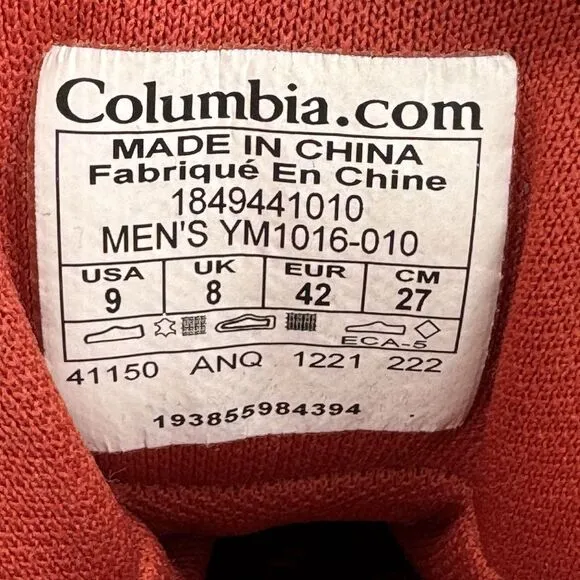 Columbia.com
MADE IN CHINA
Fabriqué En Chine
1849441010
MEN'S YM1016-010
USA UK EUR CM
9 8 42 27
ECA-5
41150 ANQ 1221 222
193855984394